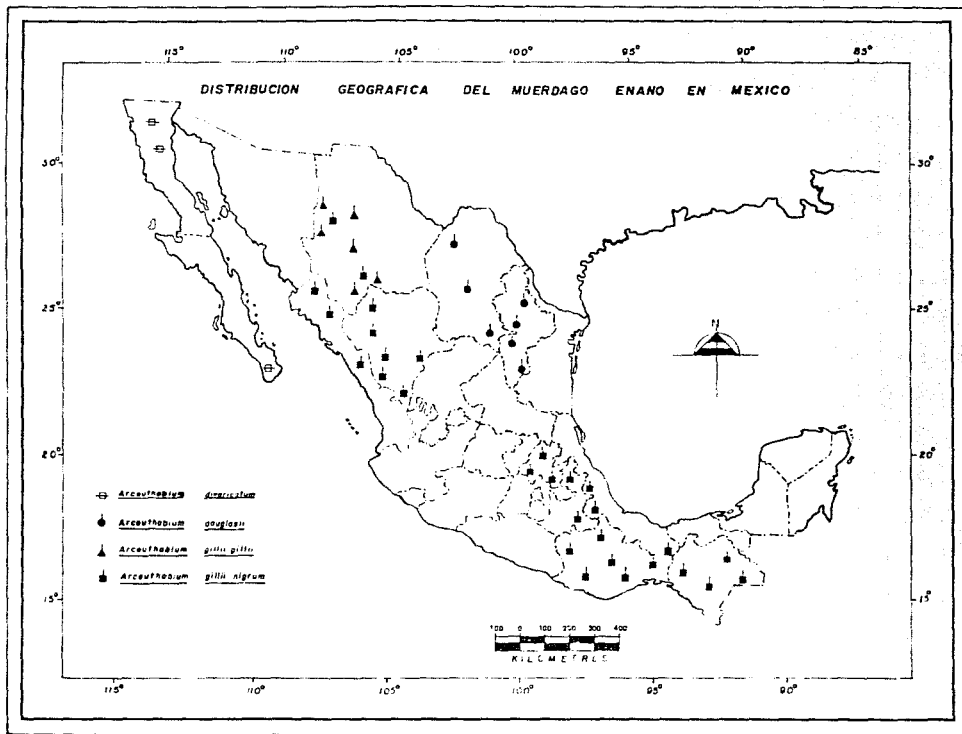 115° 110° 105° 100° 95° 90° 85°
DISTRIBUCION GEOGRAFICA DEL MUERDAGO ENANO EN MEXICO
30° 30°
25° 25°
N
20° 20°
Arceuthobium divaricatum
Arceuthobium douglasii
Arceuthobium gillii gillii
Arceuthobium gillii nigrum
15° 15°
100 0 100 200 300 400
KILOMETRES
115° 110° 105° 100° 95° 90°